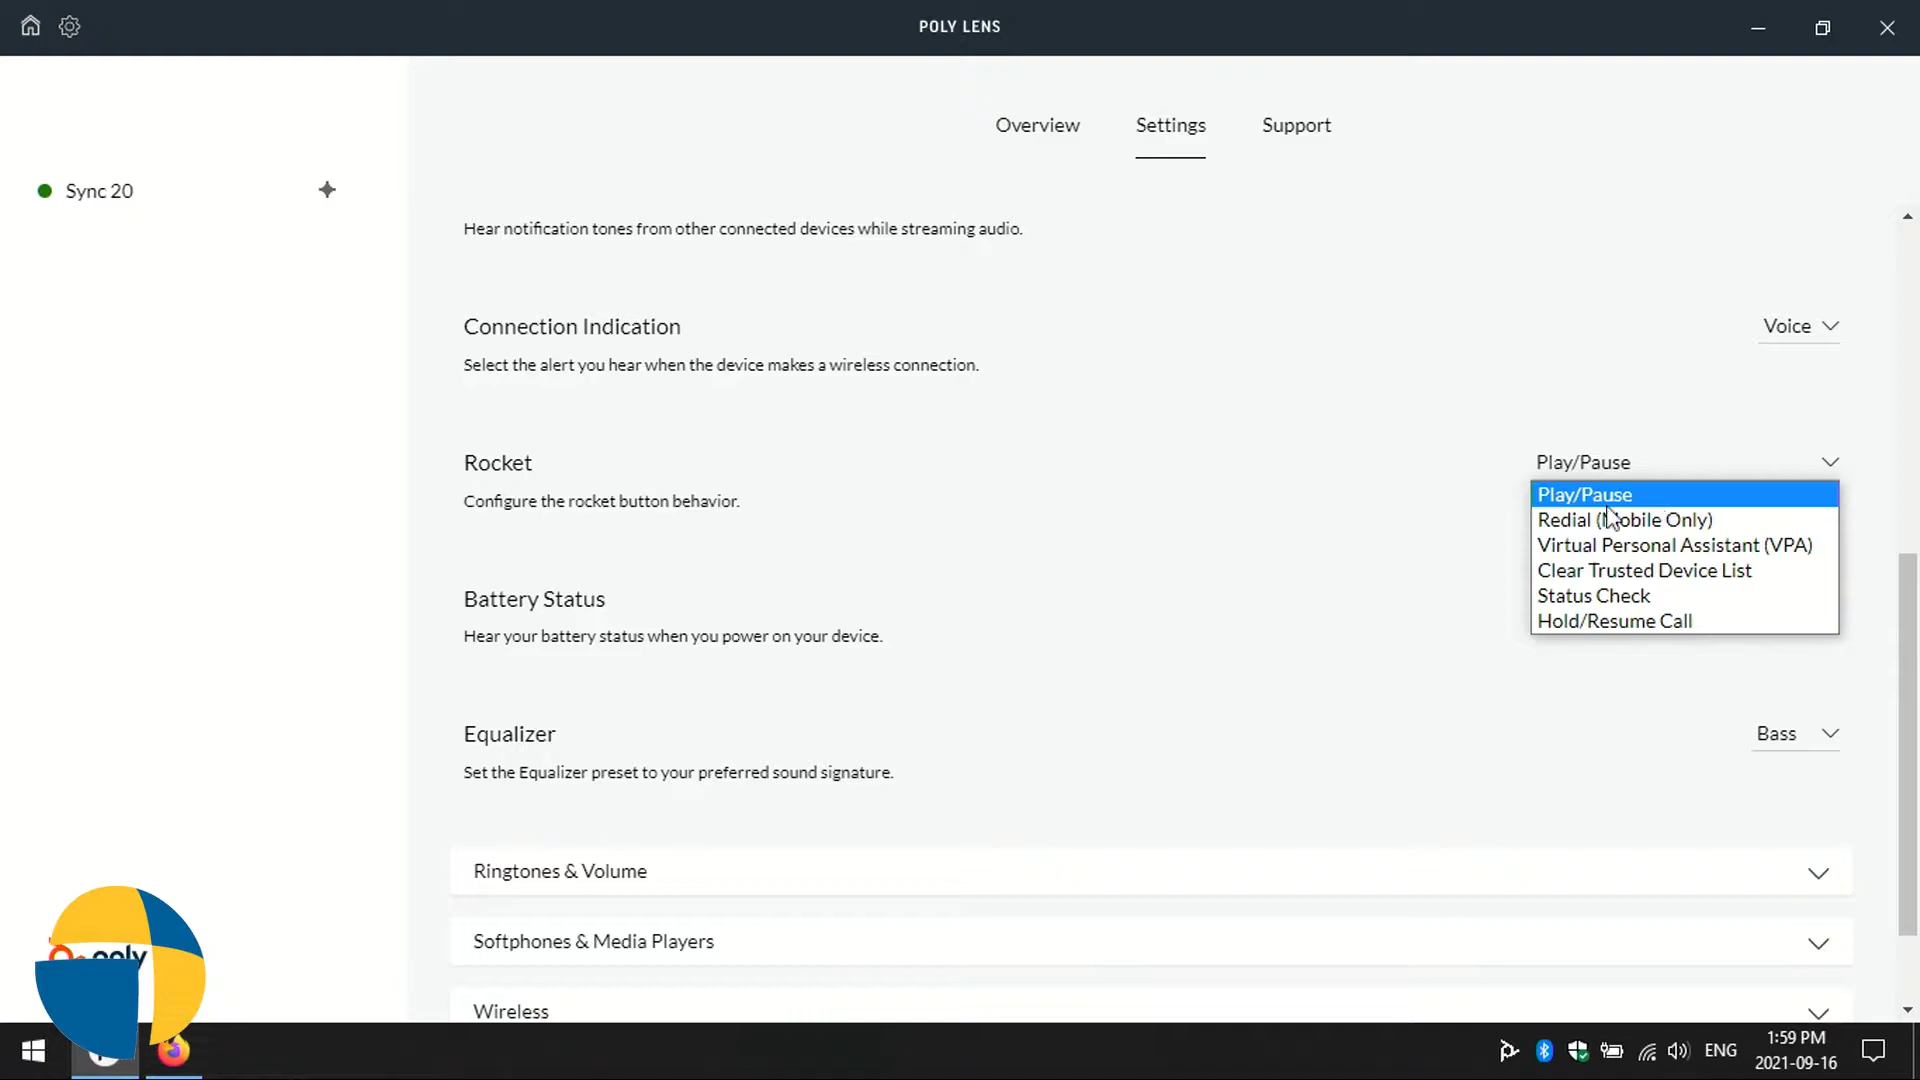 POLY LENS
Overview Settings Support
Sync 20
Hear notification tones from other connected devices while streaming audio.
Connection Indication
Voice
Select the alert you hear when the device makes a wireless connection.
Rocket
Play/Pause
Configure the rocket button behavior.
Play/Pause
Redial (Mobile Only)
Virtual Personal Assistant (VPA)
Clear Trusted Device List
Status Check
Hold/Resume Call
Battery Status
Hear your battery status when you power on your device.
Equalizer
Bass
Set the Equalizer preset to your preferred sound signature.
Ringtones & Volume
Softphones & Media Players
Wireless
poly
ENG
1:59 PM
2021-09-16